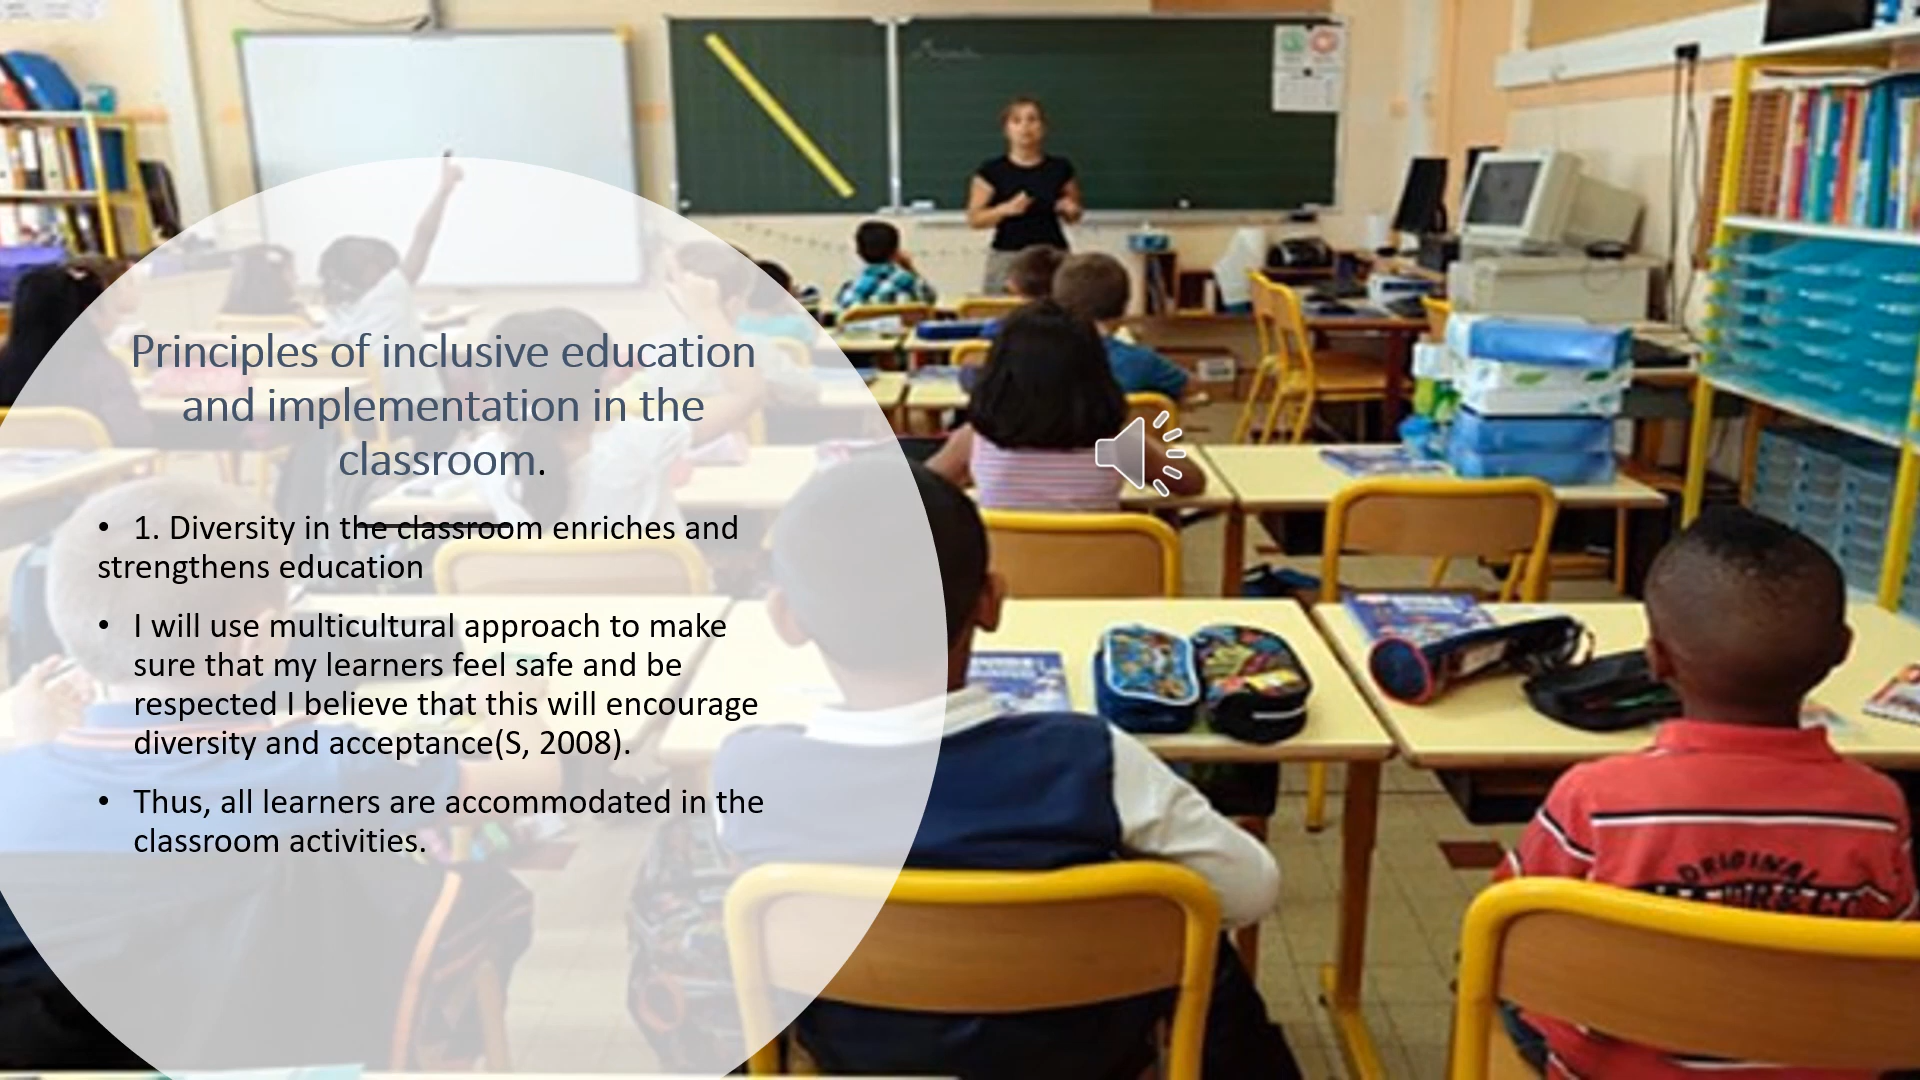 Principles of inclusive education
and implementation in the
classroom.
• 1. Diversity in the classroom enriches and
strengthens education
• I will use multicultural approach to make
sure that my learners feel safe and be
respected I believe that this will encourage
diversity and acceptance(S, 2008).
• Thus, all learners are accommodated in the
classroom activities.
ORIGINAL